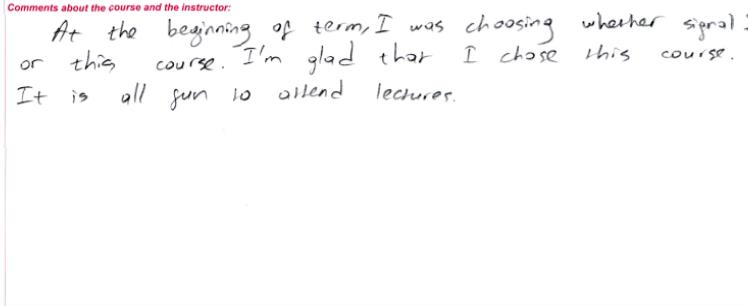 Comments about the course and the instructor:
At the beginning of term, I was choosing whether signal
or this course. I'm glad that I chose this course.
It is all fun to attend lectures.